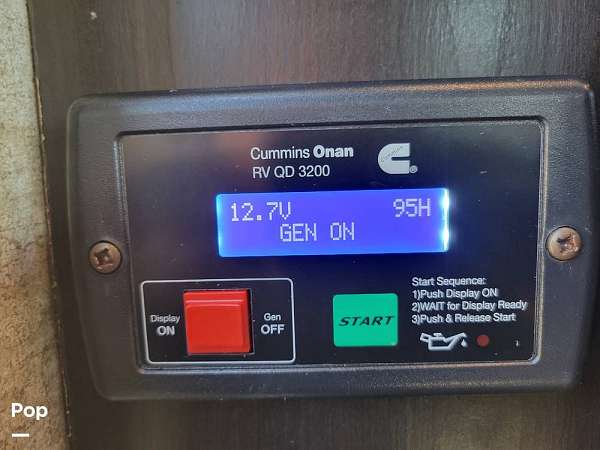 Cummins Onan
RV QD 3200
12.7V 95H
GEN ON
Display
ON
Gen
OFF
START
Start Sequence:
1)Push Display ON
2)WAIT for Display Ready
3)Push & Release Start
Pop